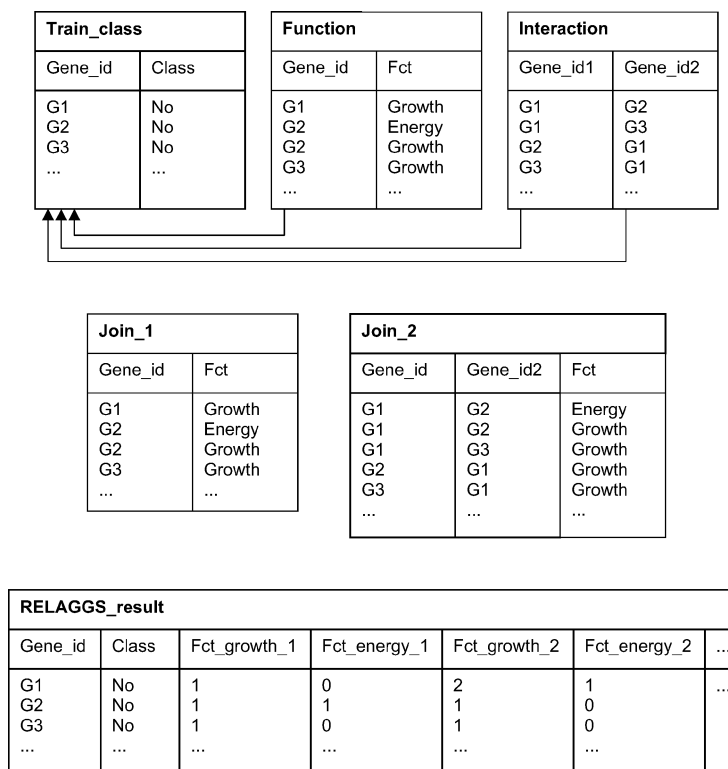 Train_class Function Interaction
Gene_id Class Gene_id Fct Gene_id1 Gene_id2
G1 No G1 Growth G1 G2
G2 No G2 Energy G1 G3
G3 No G2 Growth G2 G1
... ... G3 Growth G3 G1
... ... ... ...
Join_1 Join_2
Gene_id Fct Gene_id Gene_id2 Fct
G1 Growth G1 G2 Energy
G2 Energy G1 G2 Growth
G2 Growth G1 G3 Growth
G3 Growth G2 G1 Growth
... ... G3 G1 Growth
... ... ...
RELAGGS_result
Gene_id Class Fct_growth_1 Fct_energy_1 Fct_growth_2 Fct_energy_2 ...
G1 No 1 0 2 1 ...
G2 No 1 1 1 0
G3 No 1 0 1 0
... ... ... ... ... ...